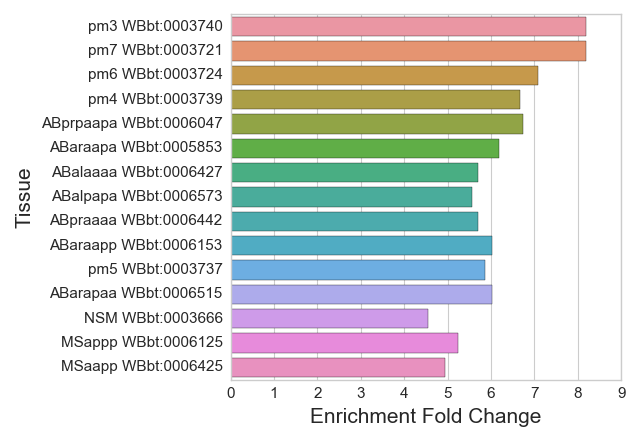 pm3 WBbt:0003740
pm7 WBbt:0003721
pm6 WBbt:0003724
pm4 WBbt:0003739
ABprpaapa WBbt:0006047
ABaraapa WBbt:0005853
ABalaaaa WBbt:0006427
ABalpapa WBbt:0006573
ABpraaaa WBbt:0006442
ABaraapp WBbt:0006153
pm5 WBbt:0003737
ABarapaa WBbt:0006515
NSM WBbt:0003666
MSappp WBbt:0006125
MSaapp WBbt:0006425
Tissue
0 1 2 3 4 5 6 7 8 9
Enrichment Fold Change